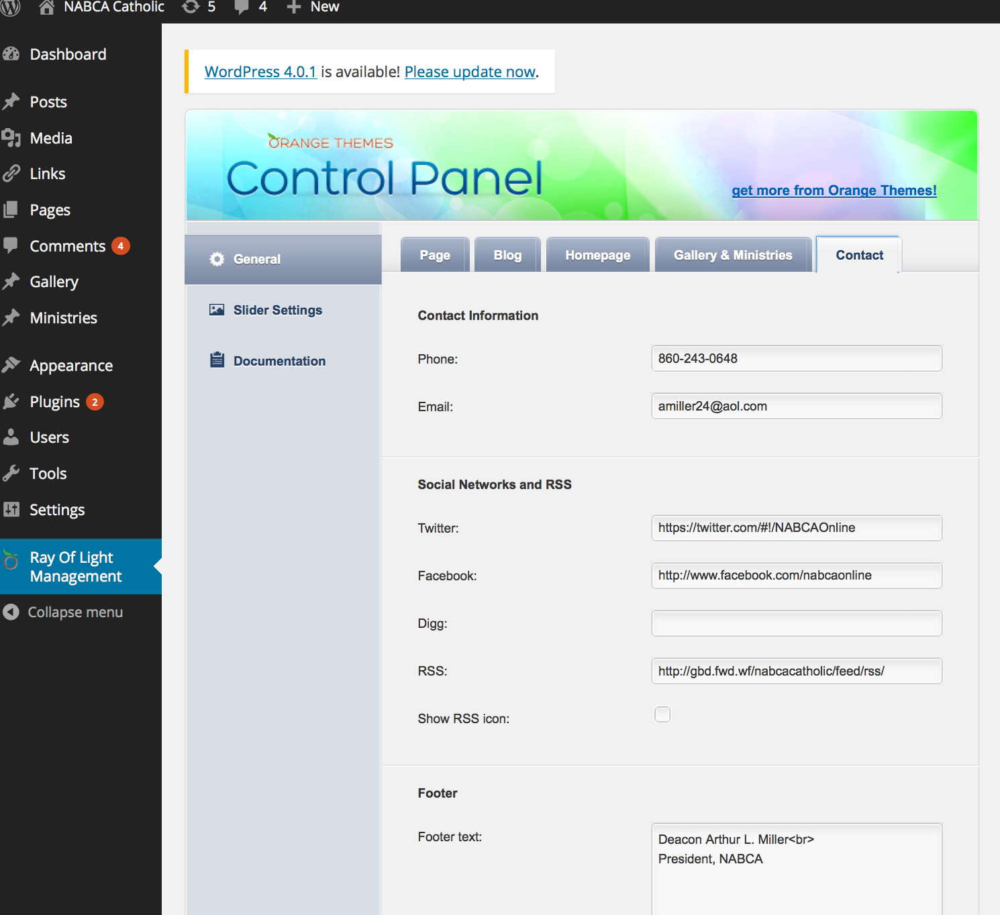 NABCA Catholic 5 4 New
Dashboard
Posts
Media
Links
Pages
Comments 4
Gallery
Ministries
Appearance
Plugins 2
Users
Tools
Settings
Ray Of Light
Management
Collapse menu
WordPress 4.0.1 is available! Please update now.
ORANGE THEMES
Control Panel
get more from Orange Themes!
General
Slider Settings
Documentation
Page Blog Homepage Gallery & Ministries Contact
Contact Information
Phone: 860-243-0648
Email: amiller24@aol.com
Social Networks and RSS
Twitter: https://twitter.com/#!/NABCAOnline
Facebook: http://www.facebook.com/nabcaonline
Digg:
RSS: http://gbd.fwd.wf/nabcacatholic/feed/rss/
Show RSS icon:
Footer
Footer text: Deacon Arthur L. Miller<br>
President, NABCA